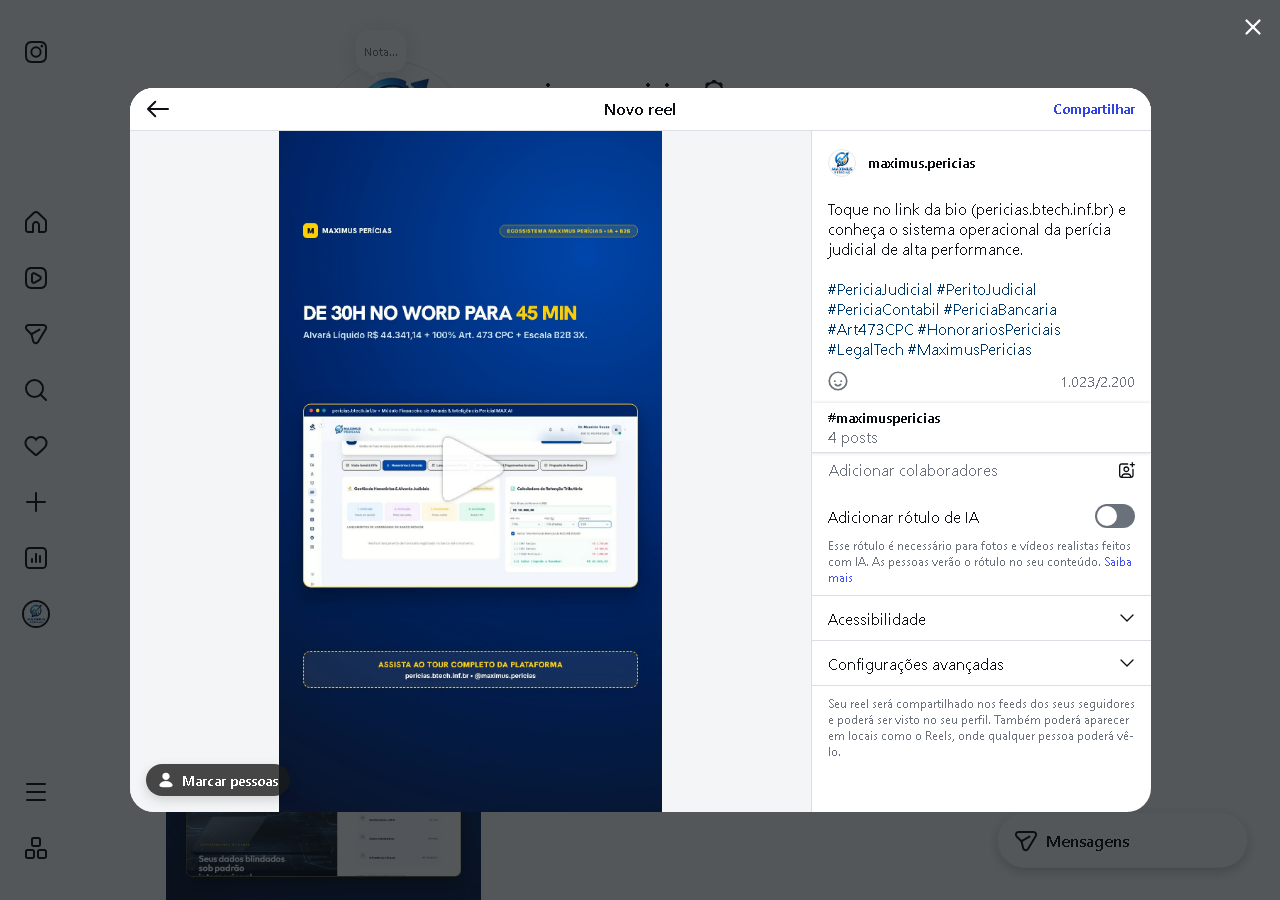 Nota...
Novo reel
Compartilhar
M MAXIMUS PERÍCIAS
ECOSSISTEMA MAXIMUS PERÍCIAS • IA + B2B
DE 30H NO WORD PARA 45 MIN
Alvará Líquido R$ 44.341,14 + 100% Art. 473 CPC + Escala B2B 3X.
ASSISTA AO TOUR COMPLETO DA PLATAFORMA
pericias.btech.inf.br • @maximus.pericias
Marcar pessoas
maximus.pericias
Toque no link da bio (pericias.btech.inf.br) e
conheça o sistema operacional da perícia
judicial de alta performance.
#PericiaJudicial #PeritoJudicial
#PericiaContabil #PericiaBancaria
#Art473CPC #HonorariosPericiais
#LegalTech #MaximusPericias
1.023/2.200
#maximuspericias
4 posts
Adicionar colaboradores
Adicionar rótulo de IA
Esse rótulo é necessário para fotos e vídeos realistas feitos
com IA. As pessoas verão o rótulo no seu conteúdo. Saiba
mais
Acessibilidade
Configurações avançadas
Seu reel será compartilhado nos feeds dos seus seguidores
e poderá ser visto no seu perfil. Também poderá aparecer
em locais como o Reels, onde qualquer pessoa poderá vê-
lo.
Seus dados blindados
sob padrão
Mensagens